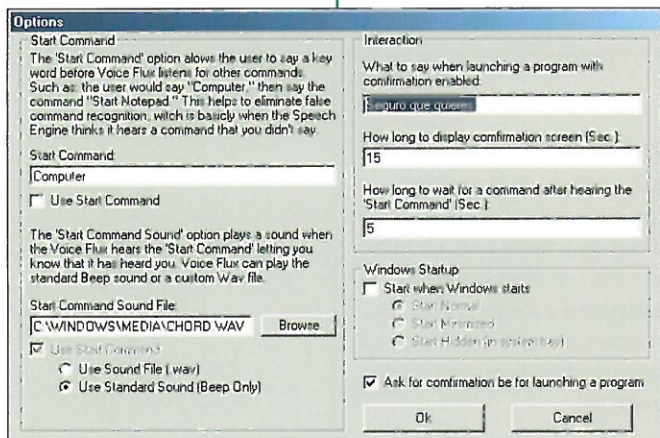 Options
Start Command
The 'Start Command' option alows the user to say a key
word before Voice Flux listens for other commands.
Such as: the user would say "Computer," then say the
command "Start Notepad." This helps to eliminate false
command recognition, witch is basicly when the Speech
Engine thinks it hears a command that you didn't say.
Start Command:
Computer
Use Start Command
The 'Start Command Sound' option plays a sound when
the Voice Flux hears the 'Start Command' letting you
know that it has heard you. Voice Flux can play the
standard Beep sound or a custom Wav file.
Start Command Sound File:
C:\WINDOWS\MEDIA\CHORD.WAV
Browse
Use Start Command
Use Sound File (.wav)
Use Standard Sound (Beep Only)
Interaction
What to say when launching a program with
comfirmation enabled:
Seguro que quieres
How long to display comfirmation screen (Sec.):
15
How long to wait for a command after hearing the
'Start Command' (Sec.):
5
Windows Startup
Start when Windows starts
Start Normal
Start Minimized
Start Hidden (in system tray)
Ask for comfirmation be for launching a program
Ok
Cancel